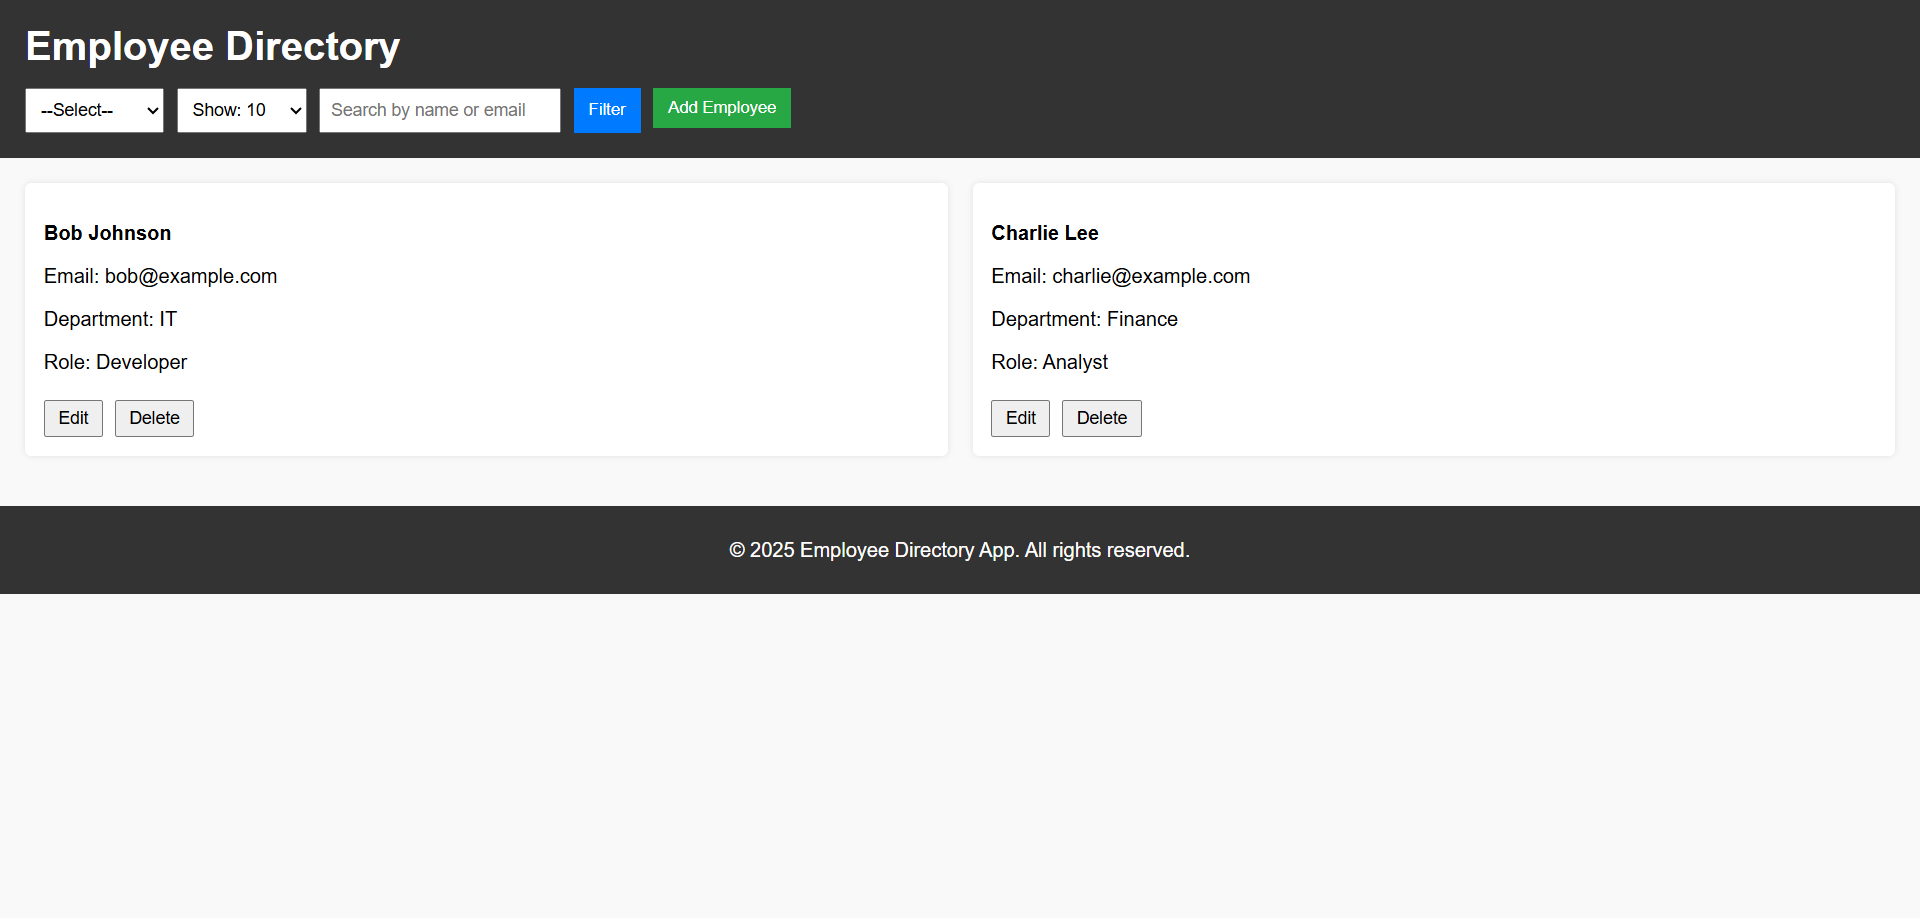 Employee Directory
--Select-- Show: 10 Search by name or email Filter Add Employee
Bob Johnson
Email: bob@example.com
Department: IT
Role: Developer
Edit Delete
Charlie Lee
Email: charlie@example.com
Department: Finance
Role: Analyst
Edit Delete
© 2025 Employee Directory App. All rights reserved.